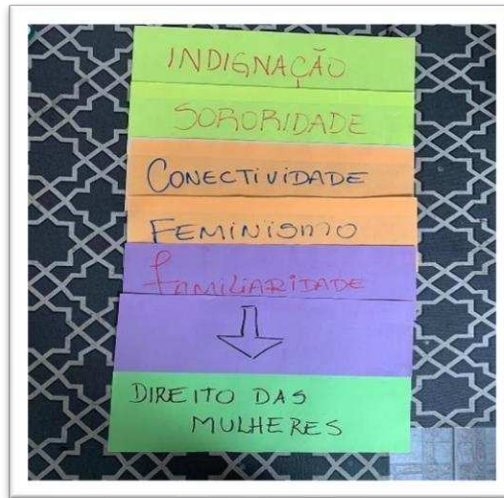 INDIGNAÇÃO
SORORIDADE
CONECTIVIDADE
FEMINISMO
familiaridade
DIREITO DAS
MULHERES